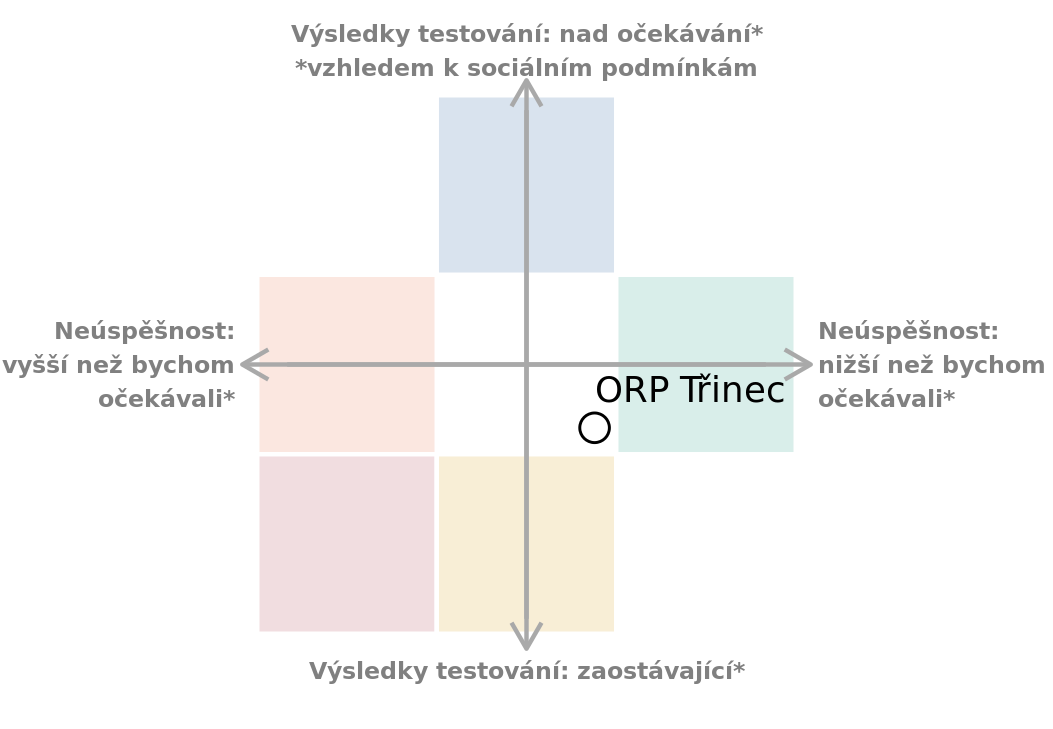 Výsledky testování: nad očekávání*
*vzhledem k sociálním podmínkám
Neúspěšnost:
vyšší než bychom
očekávali*
Neúspěšnost:
nižší než bychom
očekávali*
ORP Třinec
Výsledky testování: zaostávající*